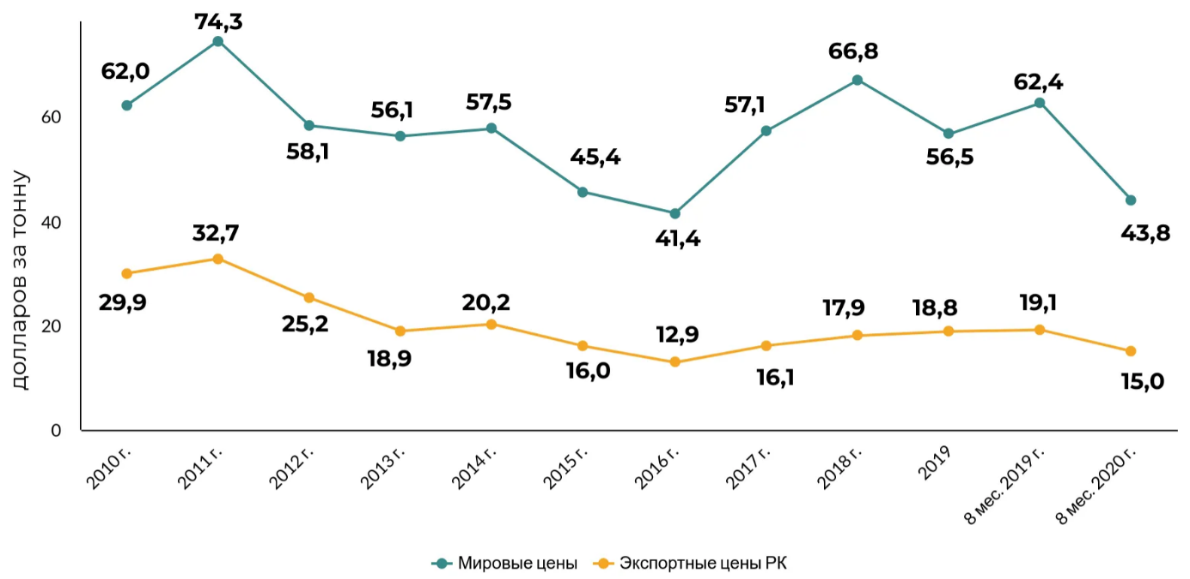 74,3
62,0
58,1
56,1
57,5
45,4
41,4
57,1
66,8
56,5
62,4
43,8
29,9
32,7
25,2
18,9
20,2
16,0
12,9
16,1
17,9
18,8
19,1
15,0
долларов за тонну
60
40
20
0
2010 г.
2011 г.
2012 г.
2013 г.
2014 г.
2015 г.
2016 г.
2017 г.
2018 г.
2019
8 мес. 2019 г.
8 мес. 2020 г.
Мировые цены
Экспортные цены РК